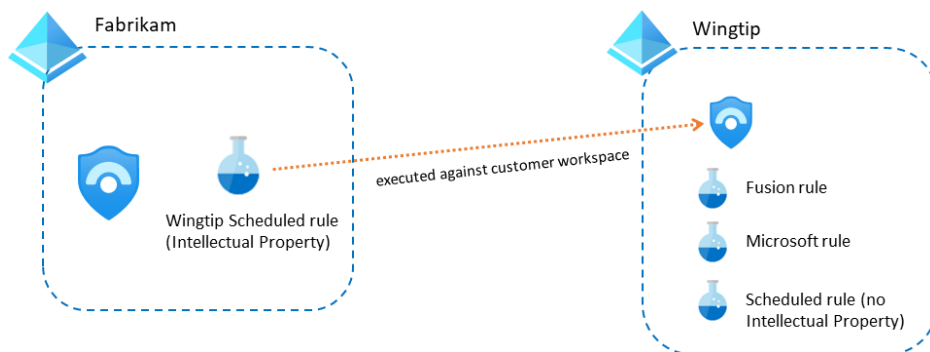 Fabrikam
Wingtip
executed against customer workspace
Wingtip Scheduled rule
(Intellectual Property)
Fusion rule
Microsoft rule
Scheduled rule (no
Intellectual Property)